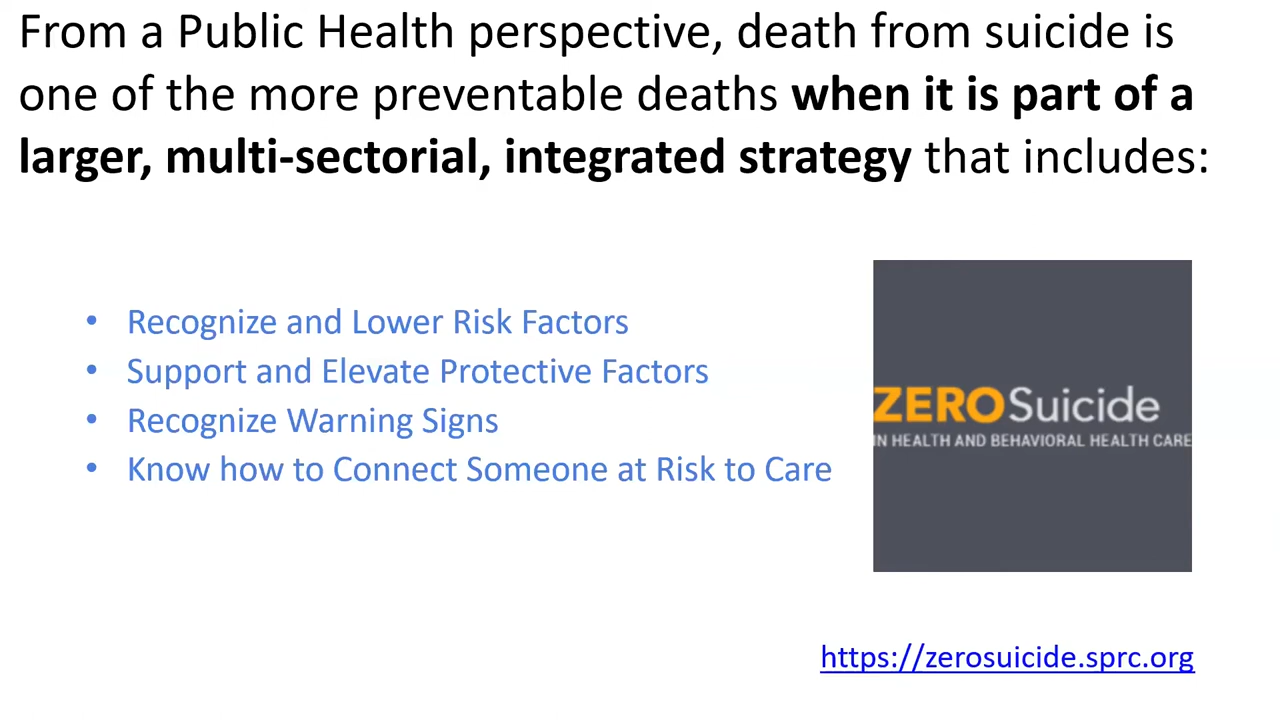 From a Public Health perspective, death from suicide is
one of the more preventable deaths when it is part of a
larger, multi-sectorial, integrated strategy that includes:
• Recognize and Lower Risk Factors
• Support and Elevate Protective Factors
• Recognize Warning Signs
• Know how to Connect Someone at Risk to Care
ZEROSuicide
IN HEALTH AND BEHAVIORAL HEALTH CARE
https://zerosuicide.sprc.org